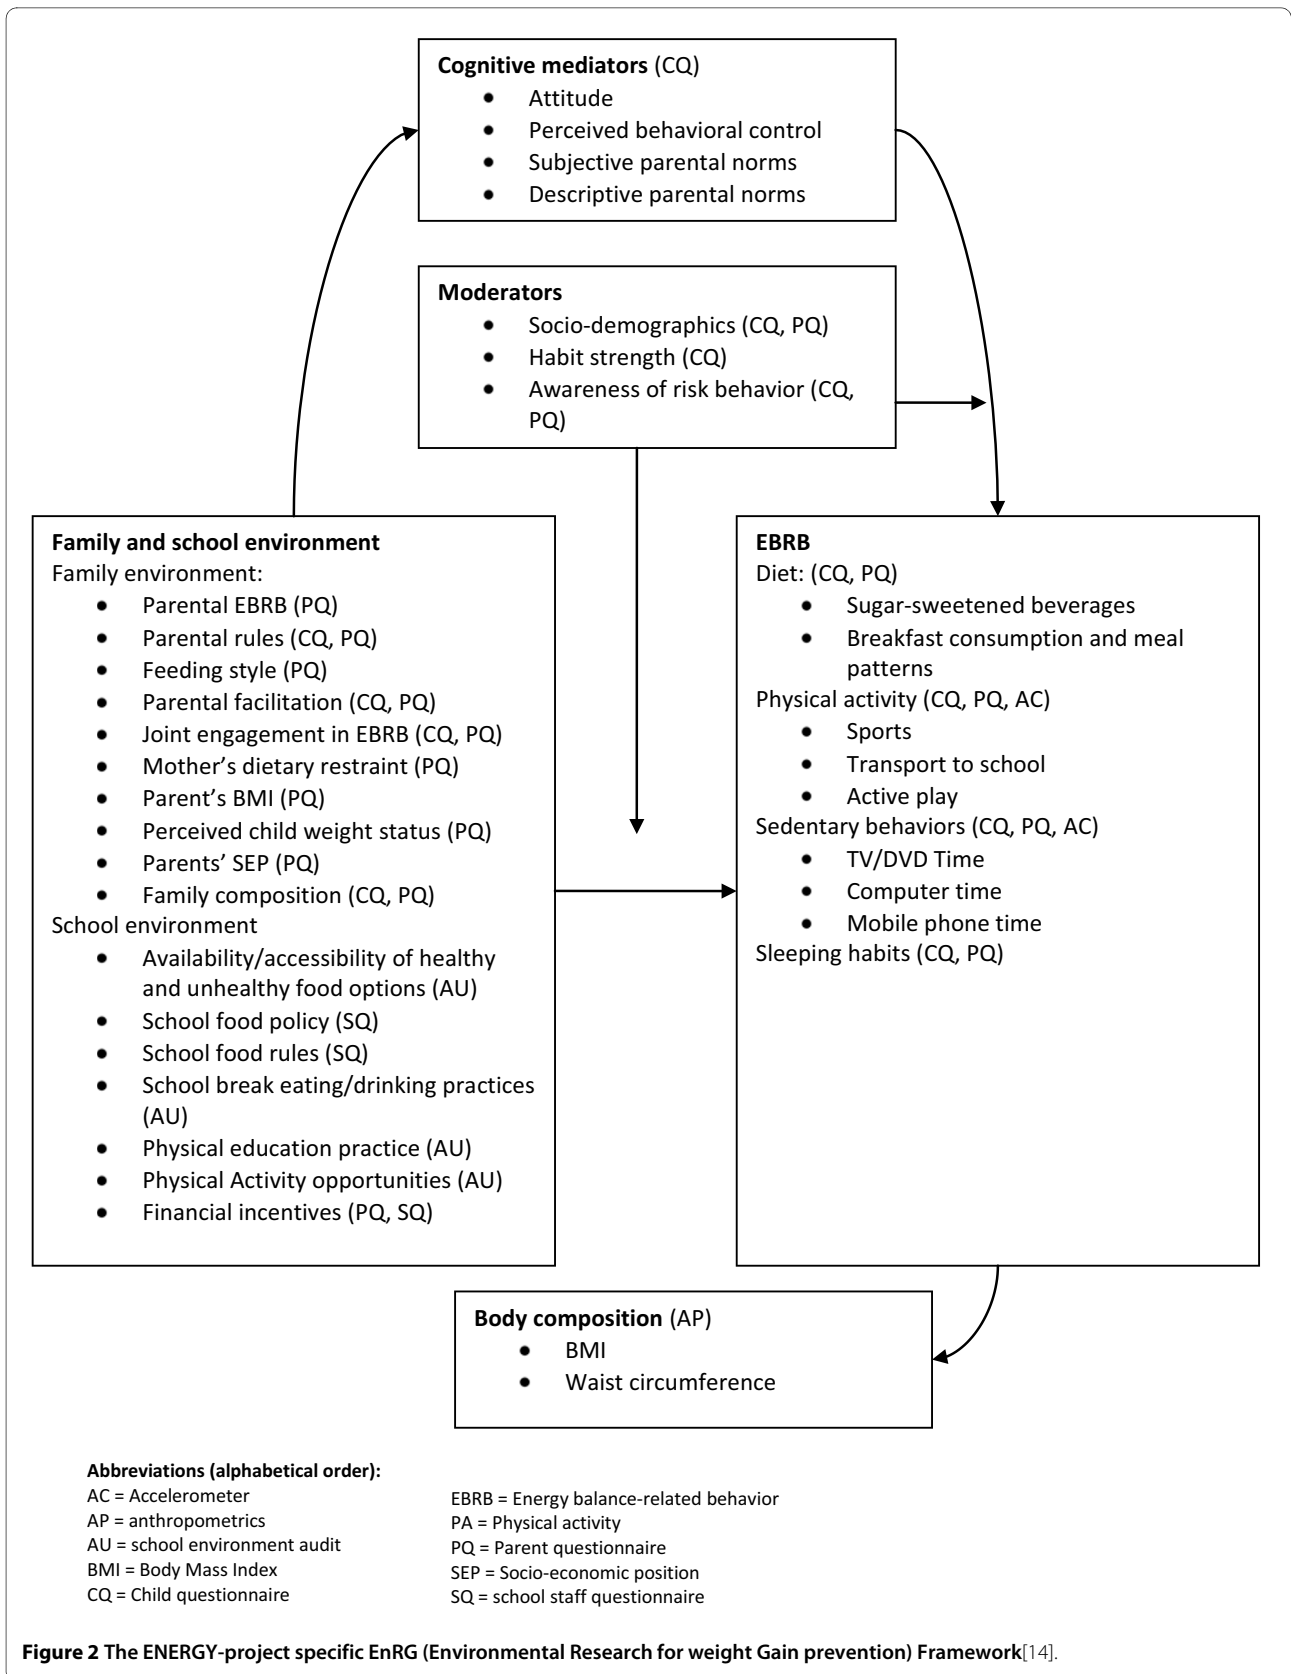 Cognitive mediators (CQ)
● Attitude
● Perceived behavioral control
● Subjective parental norms
● Descriptive parental norms
Moderators
● Socio-demographics (CQ, PQ)
● Habit strength (CQ)
● Awareness of risk behavior (CQ,
PQ)
Family and school environment
Family environment:
● Parental EBRB (PQ)
● Parental rules (CQ, PQ)
● Feeding style (PQ)
● Parental facilitation (CQ, PQ)
● Joint engagement in EBRB (CQ, PQ)
● Mother’s dietary restraint (PQ)
● Parent’s BMI (PQ)
● Perceived child weight status (PQ)
● Parents’ SEP (PQ)
● Family composition (CQ, PQ)
School environment
● Availability/accessibility of healthy
and unhealthy food options (AU)
● School food policy (SQ)
● School food rules (SQ)
● School break eating/drinking practices
(AU)
● Physical education practice (AU)
● Physical Activity opportunities (AU)
● Financial incentives (PQ, SQ)
EBRB
Diet: (CQ, PQ)
● Sugar-sweetened beverages
● Breakfast consumption and meal
patterns
Physical activity (CQ, PQ, AC)
● Sports
● Transport to school
● Active play
Sedentary behaviors (CQ, PQ, AC)
● TV/DVD Time
● Computer time
● Mobile phone time
Sleeping habits (CQ, PQ)
Body composition (AP)
● BMI
● Waist circumference
Abbreviations (alphabetical order):
AC = Accelerometer
AP = anthropometrics
AU = school environment audit
BMI = Body Mass Index
CQ = Child questionnaire
EBRB = Energy balance-related behavior
PA = Physical activity
PQ = Parent questionnaire
SEP = Socio-economic position
SQ = school staff questionnaire
Figure 2 The ENERGY-project specific EnRG (Environmental Research for weight Gain prevention) Framework[14].